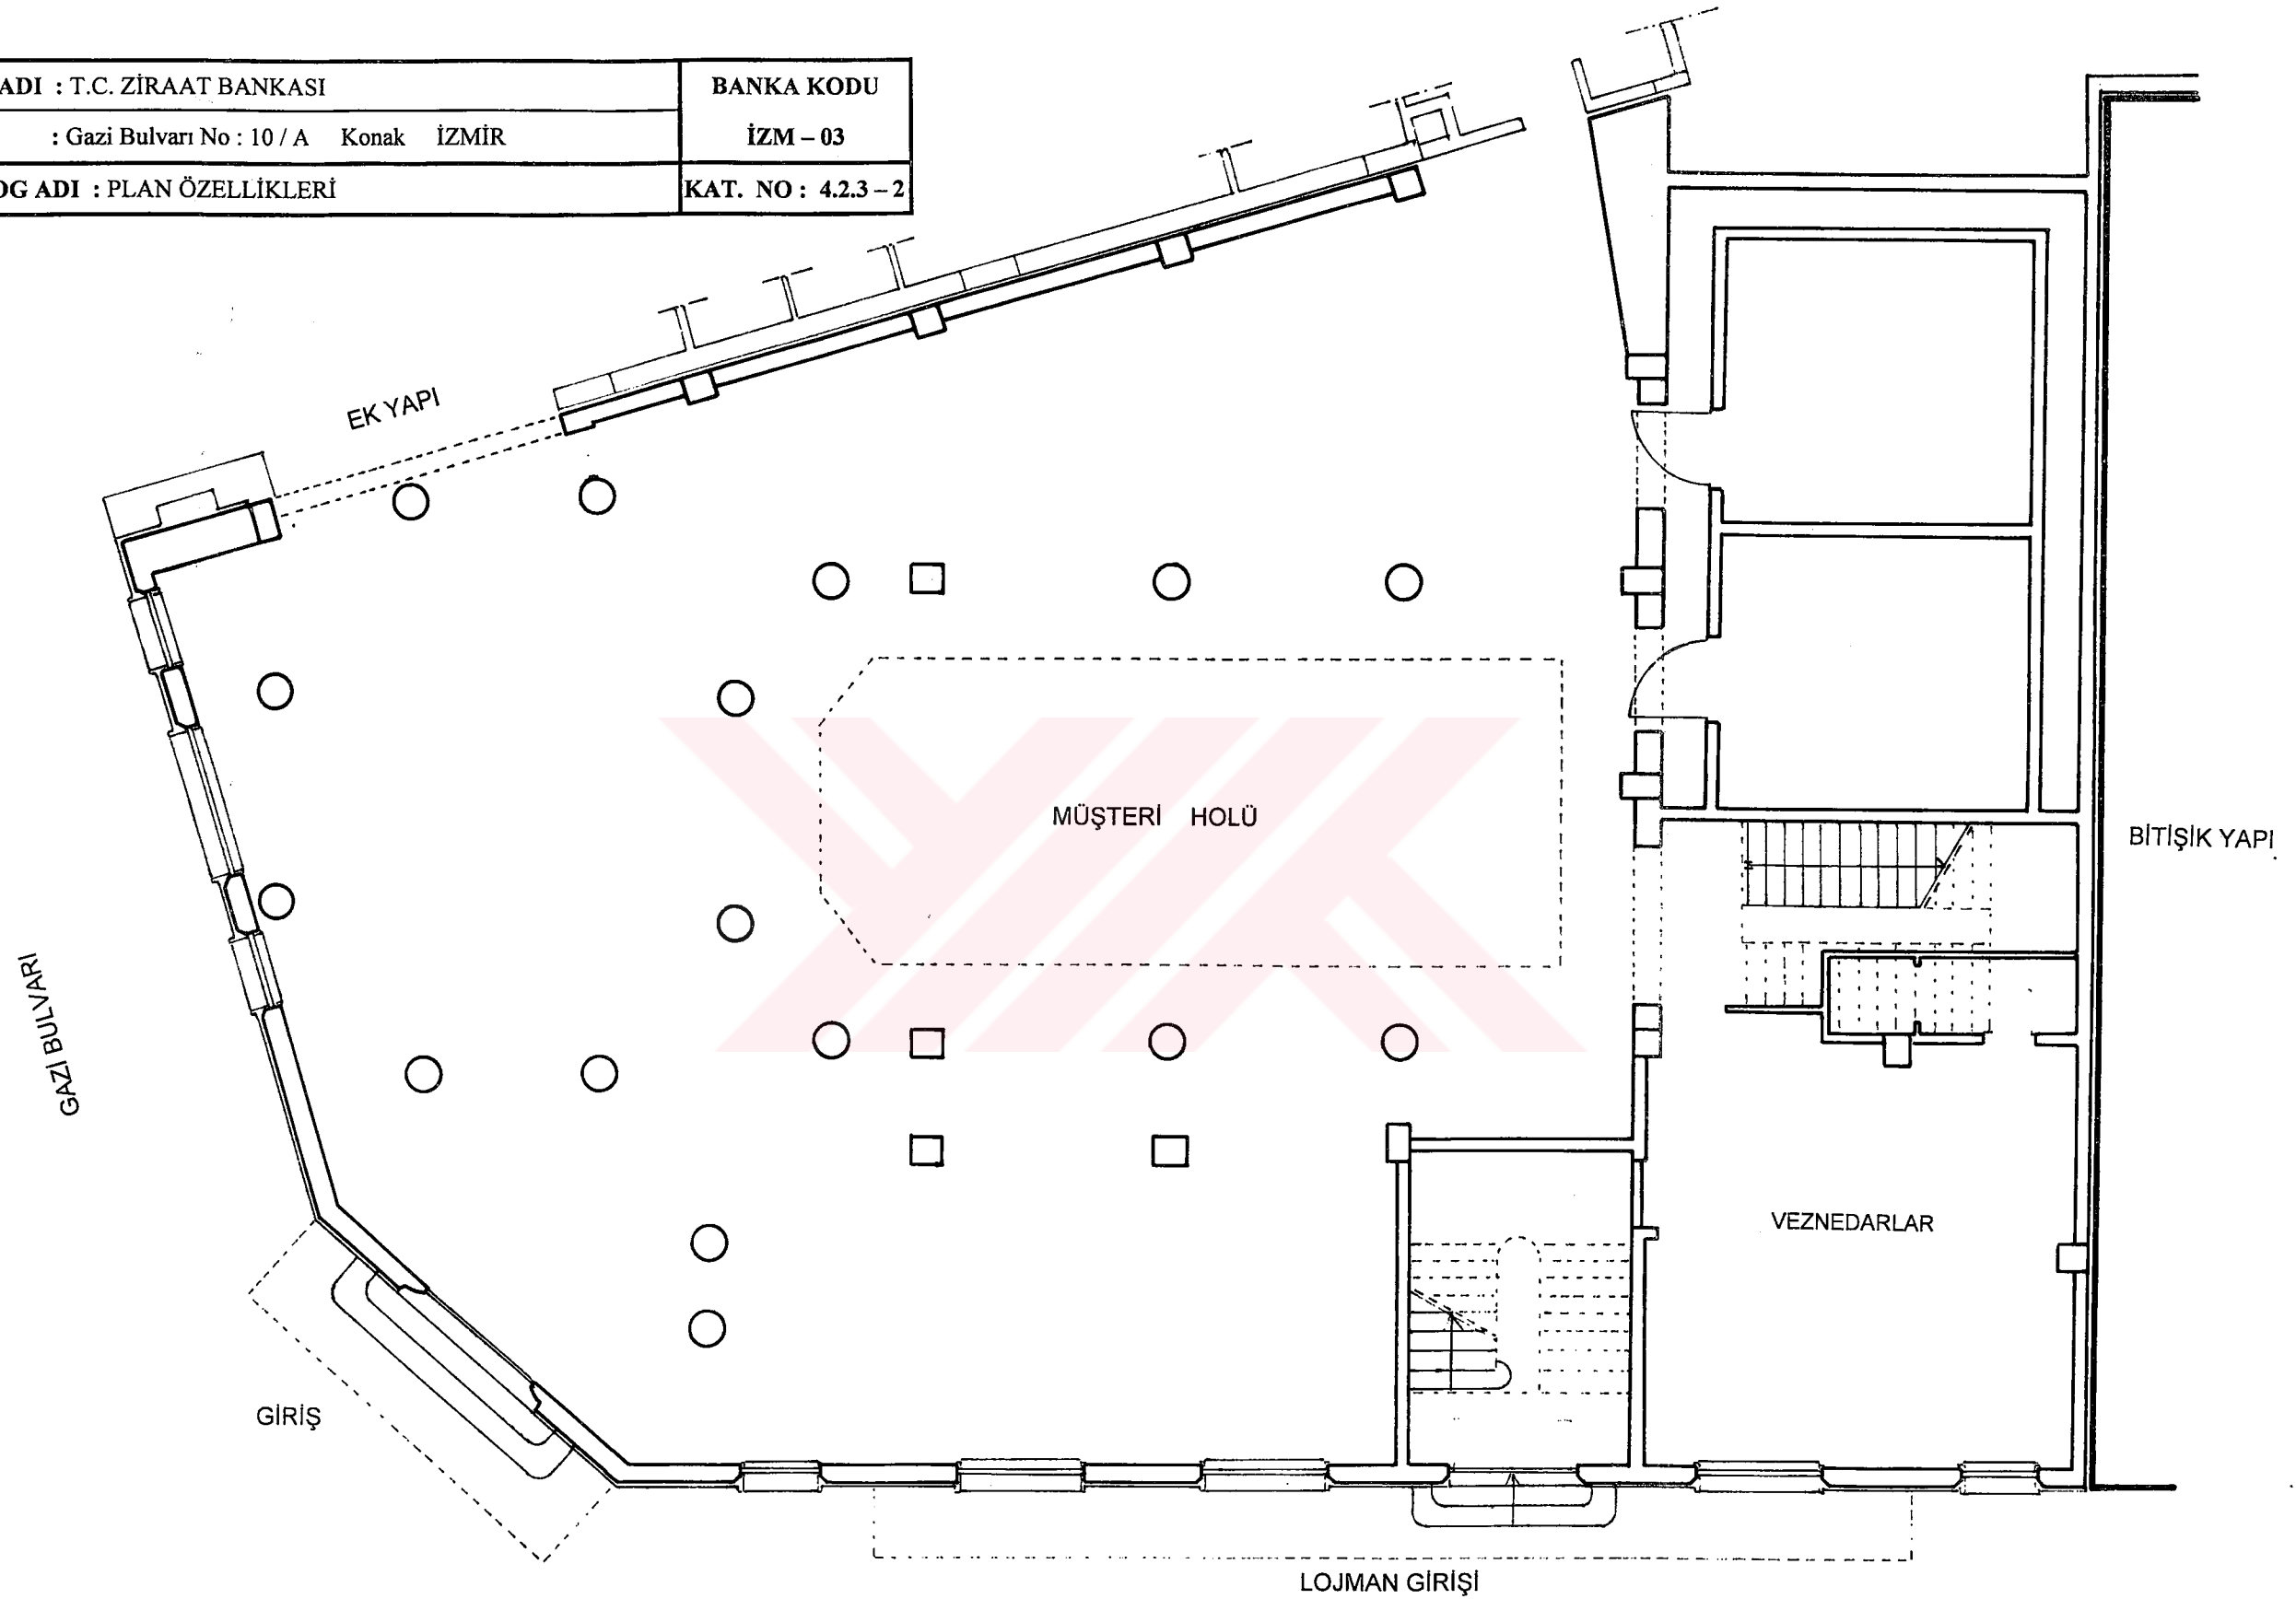 ADI : T.C. ZİRAAT BANKASI
BANKA KODU
: Gazi Bulvarı No : 10 / A Konak İZMİR
İZM – 03
OG ADI : PLAN ÖZELLİKLERİ
KAT. NO : 4.2.3 – 2
EK YAPI
MÜŞTERİ HOLÜ
BİTİŞİK YAPI
GAZİ BULVARI
VEZNEDARLAR
GİRİŞ
LOJMAN GİRİŞİ